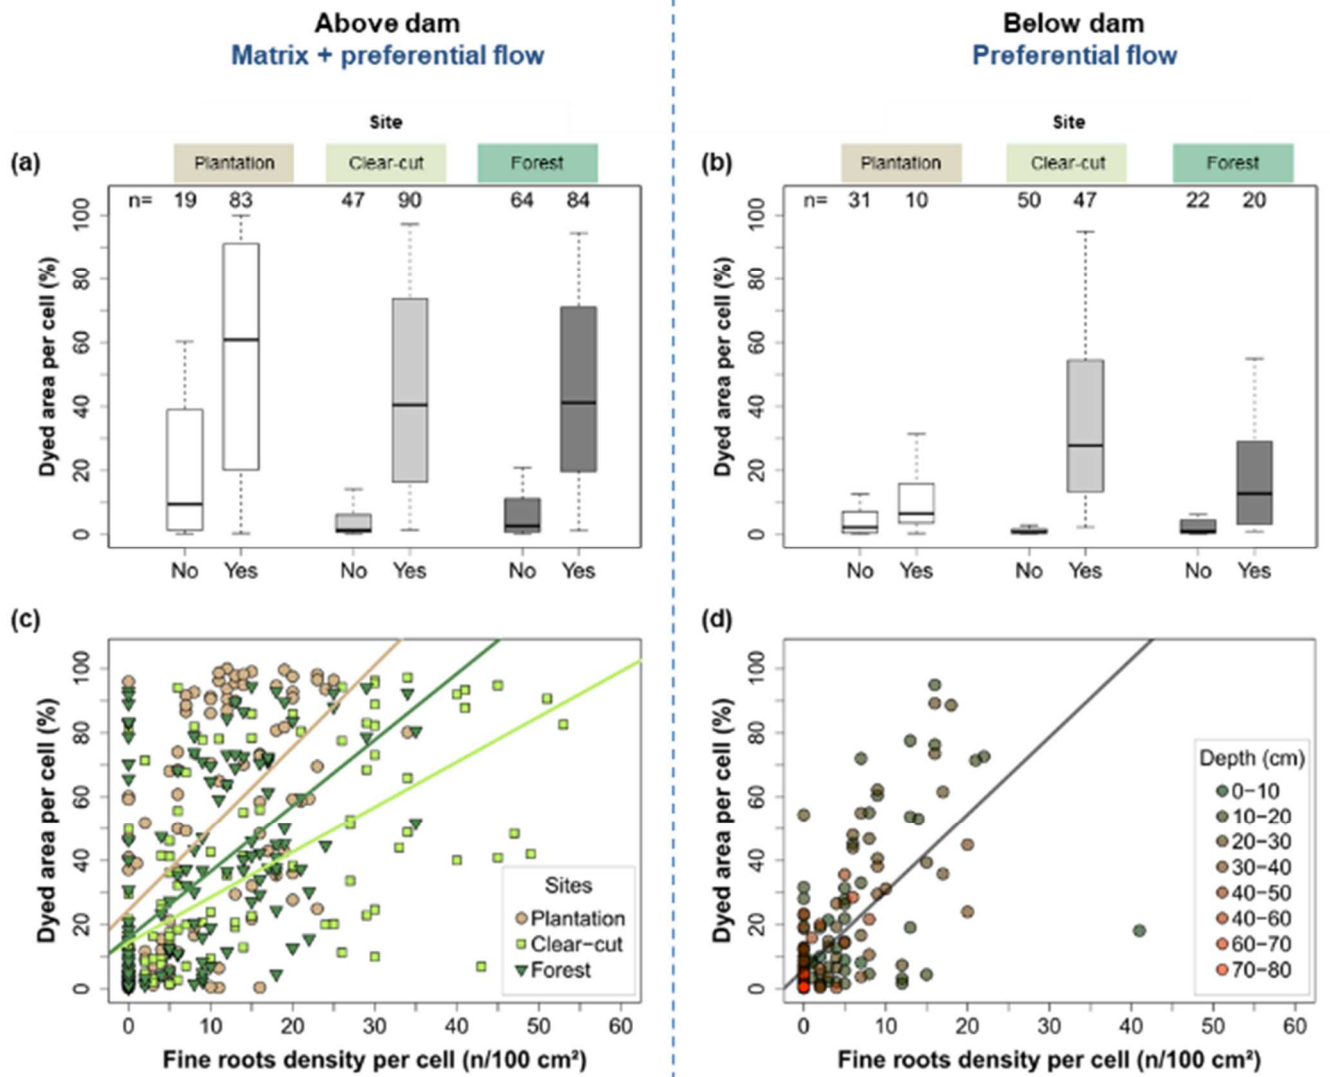 Above dam
Matrix + preferential flow
Below dam
Preferential flow
Site
Plantation Clear-cut Forest
(a)
n= 19 83 47 90 64 84
100
80
60
40
20
0
Dyed area per cell (%)
No Yes No Yes No Yes
Site
Plantation Clear-cut Forest
(b)
n= 31 10 50 47 22 20
100
80
60
40
20
0
Dyed area per cell (%)
No Yes No Yes No Yes
(c)
100
80
60
40
20
0
Dyed area per cell (%)
Sites
Plantation
Clear−cut
Forest
0 10 20 30 40 50 60
Fine roots density per cell (n/100 cm²)
(d)
100
80
60
40
20
0
Dyed area per cell (%)
Depth (cm)
0−10
10−20
20−30
30−40
40−50
40−60
60−70
70−80
0 10 20 30 40 50 60
Fine roots density per cell (n/100 cm²)